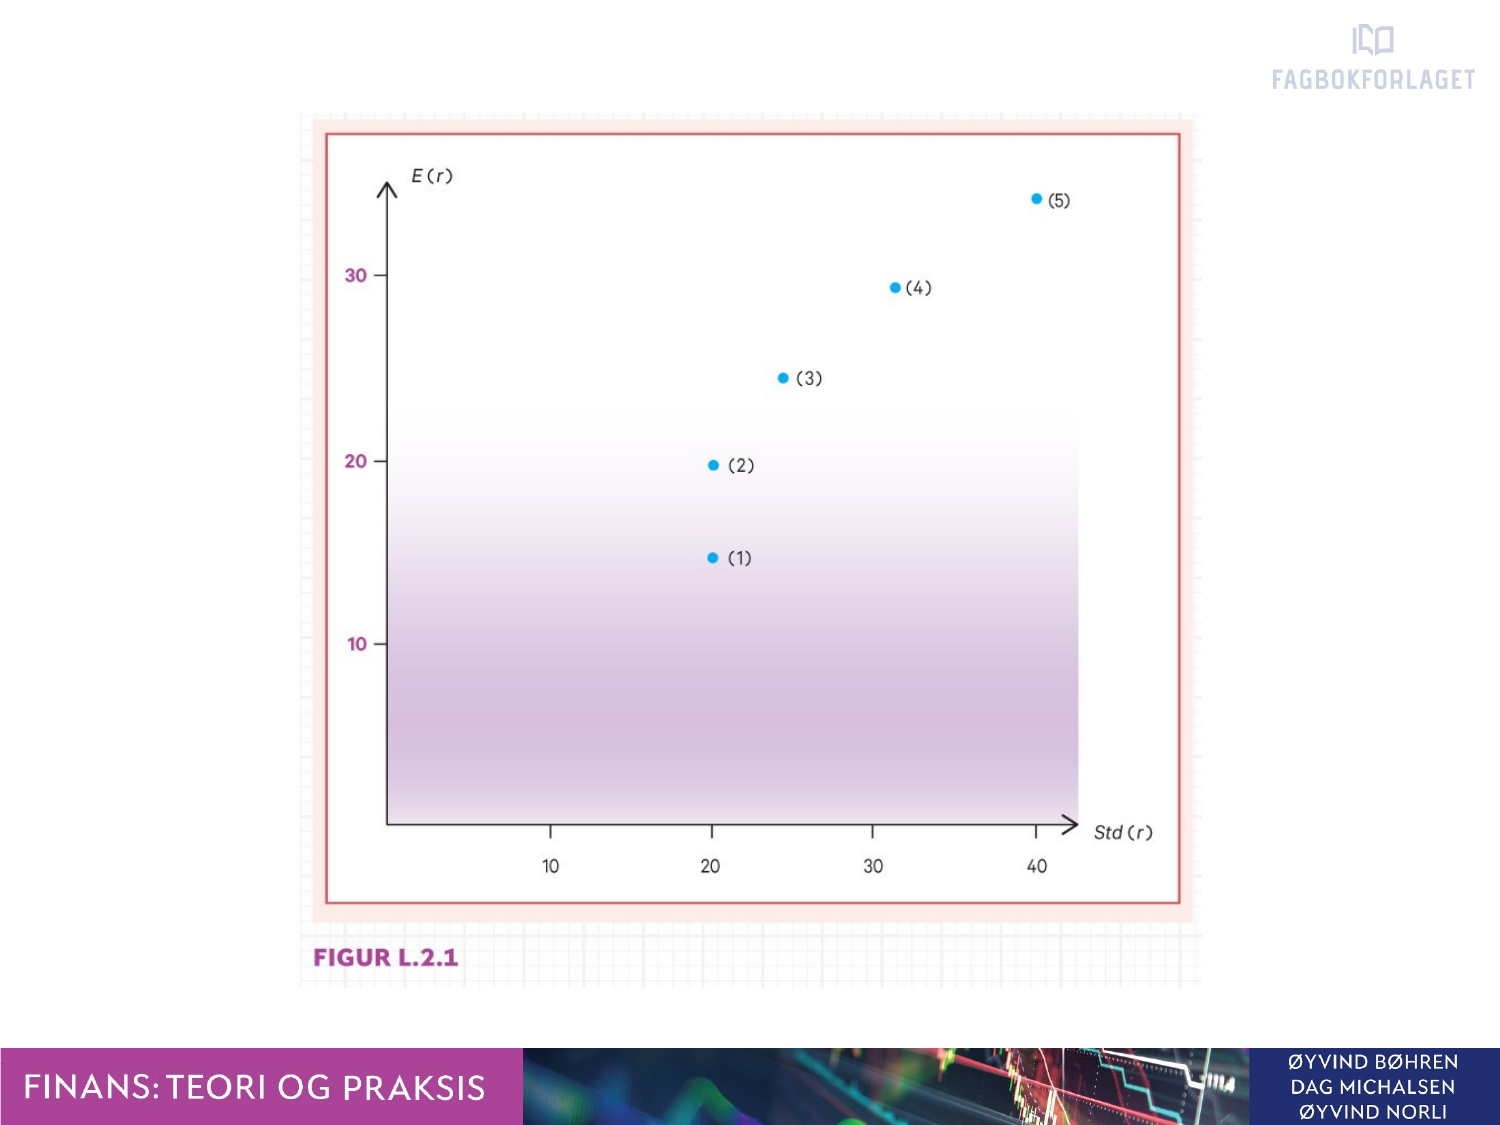 FAGBOKFORLAGET
E(r)
(5)
30
(4)
(3)
20
(2)
(1)
10
Std(r)
10 20 30 40
FIGUR L.2.1
FINANS: TEORI OG PRAKSIS
ØYVIND BØHREN
DAG MICHALSEN
ØYVIND NORLI